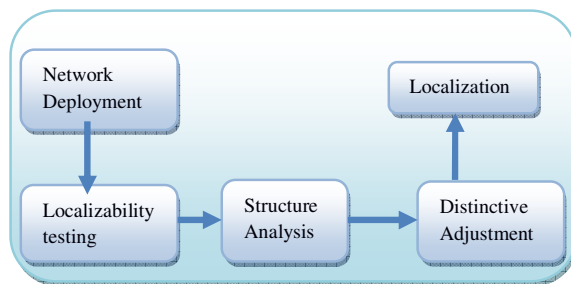 Network
Deployment
Localization
Localizability
testing
Structure
Analysis
Distinctive
Adjustment